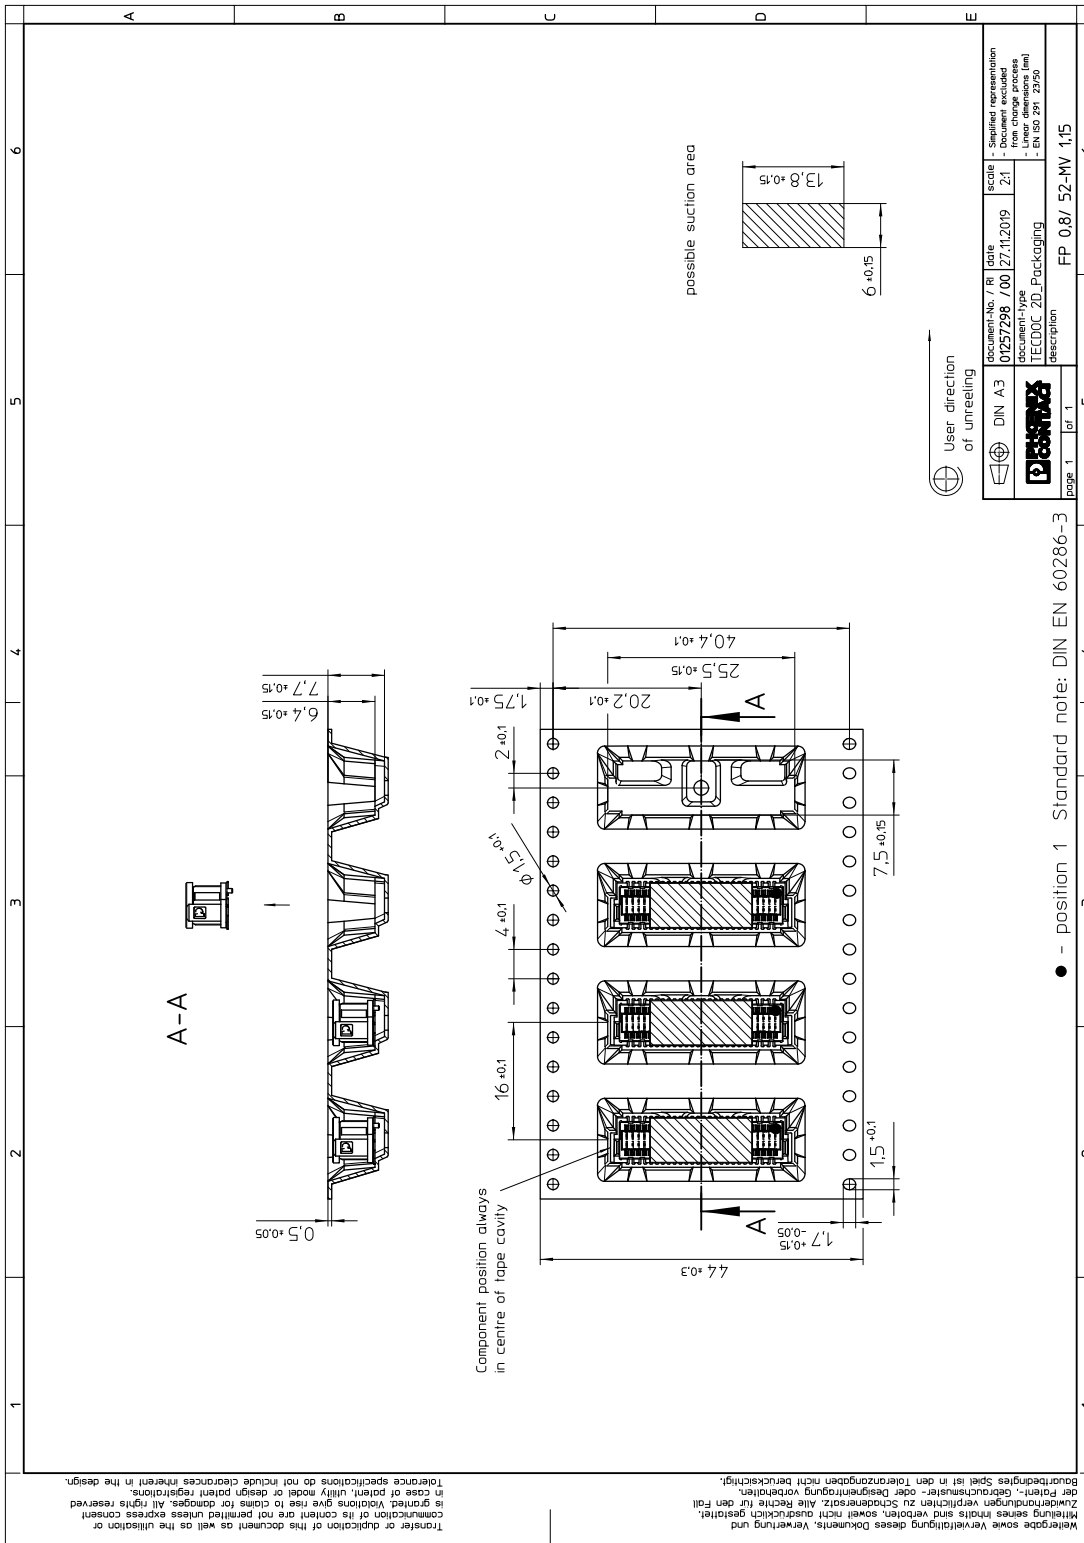 1
2
3
4
5
6
A
B
C
D
E
A-A
0,5 ±0,05
6,4 ±0,15
7,7 ±0,15
Component position always
in centre of tape cavity
16 ±0,1
4 ±0,1
Ø 1,5 +0,1
2 ±0,1
1,75 ±0,1
20,2 ±0,1
25,5 ±0,15
40,4 ±0,1
A
A
44 ±0,3
1,7 +0,15 -0,05
1,5 +0,1
7,5 ±0,15
possible suction area
13,8 ±0,15
6 ±0,15
User direction
of unreeling
● - position 1 Standard note: DIN EN 60286-3
DIN A3
PHOENIX
CONTACT
page 1 of 1
document-No. / RI
01257298 / 00
date
27.11.2019
scale
2:1
- Simplified representation
- Document excluded
from change process
- Linear dimensions [mm]
- EN ISO 291 23/50
document-type
TECDOC 2D_Packaging
description
FP 0,8/ 52-MV 1,15
Transfer or duplication of this document as well as the utilisation or
communication of its content are not permitted unless express consent
is granted. Violations give rise to claims for damages. All rights reserved
in case of patent, utility model or design patent registrations.
Tolerance specifications do not include clearances inherent in the design.
Weitergabe sowie Vervielfältigung dieses Dokuments, Verwertung und
Mitteilung seines Inhalts sind verboten, soweit nicht ausdrücklich gestattet.
Zuwiderhandlungen verpflichten zu Schadenersatz. Alle Rechte für den Fall
der Patent-, Gebrauchsmuster- oder Designeintragung vorbehalten.
Bauartbedingtes Spiel ist in den Toleranzangaben nicht berücksichtigt.